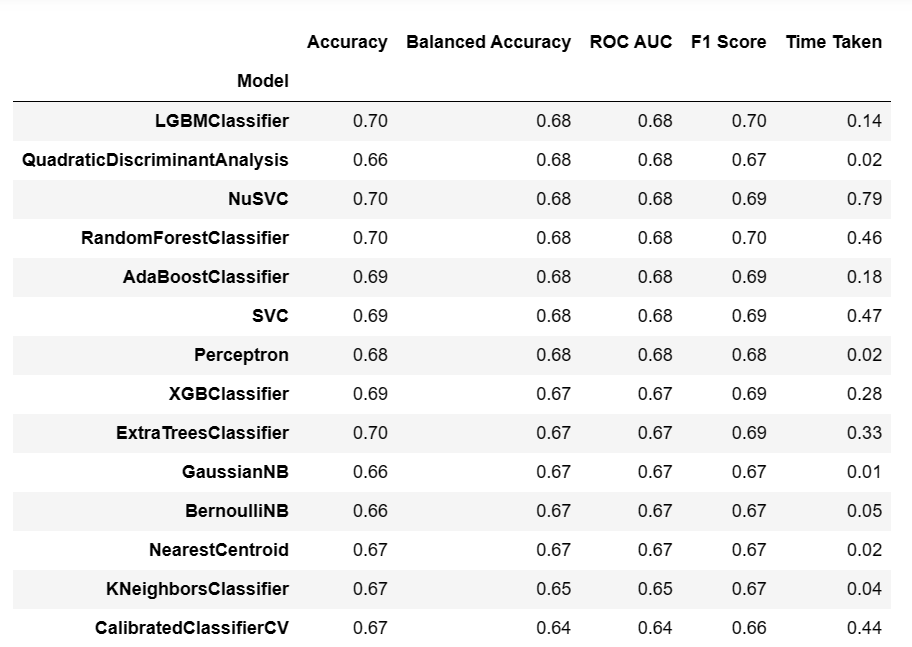 Accuracy Balanced Accuracy ROC AUC F1 Score Time Taken
Model
LGBMClassifier 0.70 0.68 0.68 0.70 0.14
QuadraticDiscriminantAnalysis 0.66 0.68 0.68 0.67 0.02
NuSVC 0.70 0.68 0.68 0.69 0.79
RandomForestClassifier 0.70 0.68 0.68 0.70 0.46
AdaBoostClassifier 0.69 0.68 0.68 0.69 0.18
SVC 0.69 0.68 0.68 0.69 0.47
Perceptron 0.68 0.68 0.68 0.68 0.02
XGBClassifier 0.69 0.67 0.67 0.69 0.28
ExtraTreesClassifier 0.70 0.67 0.67 0.69 0.33
GaussianNB 0.66 0.67 0.67 0.67 0.01
BernoulliNB 0.66 0.67 0.67 0.67 0.05
NearestCentroid 0.67 0.67 0.67 0.67 0.02
KNeighborsClassifier 0.67 0.65 0.65 0.67 0.04
CalibratedClassifierCV 0.67 0.64 0.64 0.66 0.44